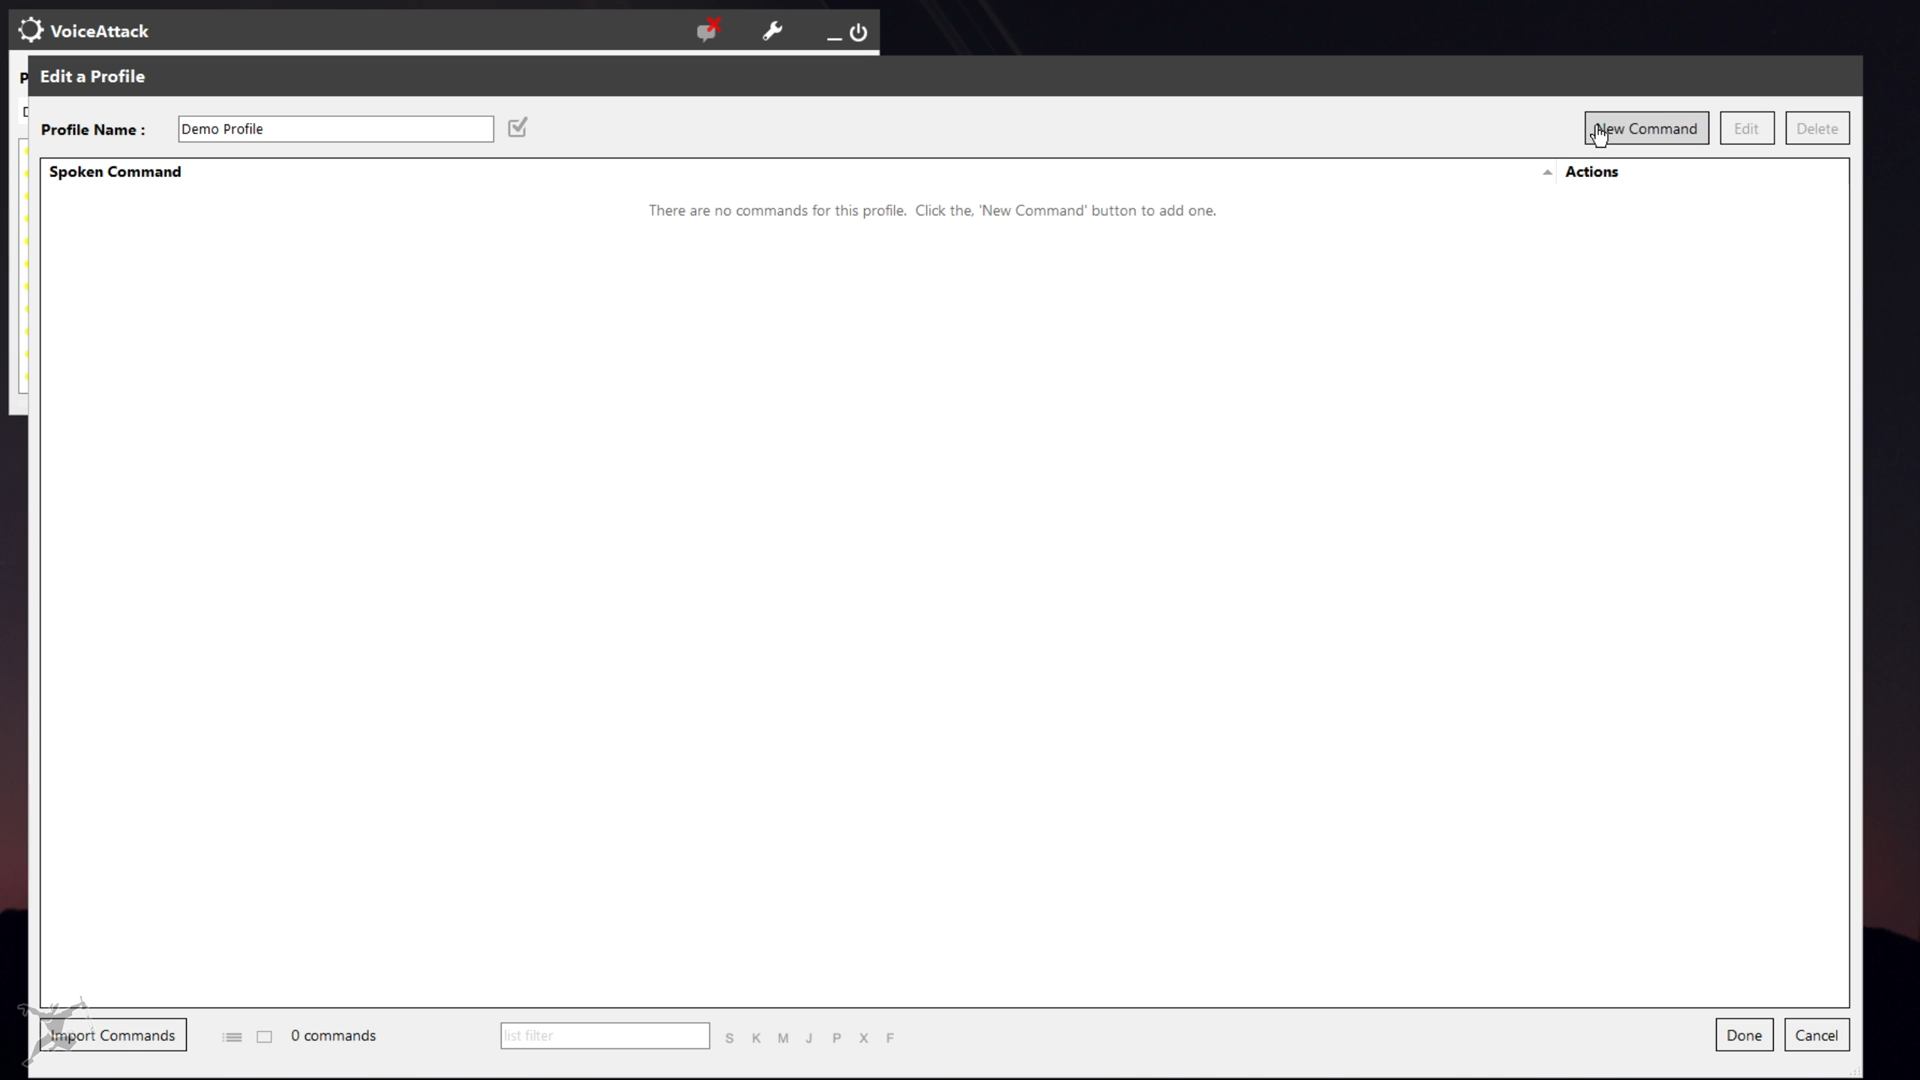 VoiceAttack
P
Edit a Profile
Profile Name :
Demo Profile
New Command
Edit
Delete
Spoken Command
Actions
There are no commands for this profile.  Click the, 'New Command' button to add one.
Import Commands
0 commands
list filter
S K M J P X F
Done
Cancel